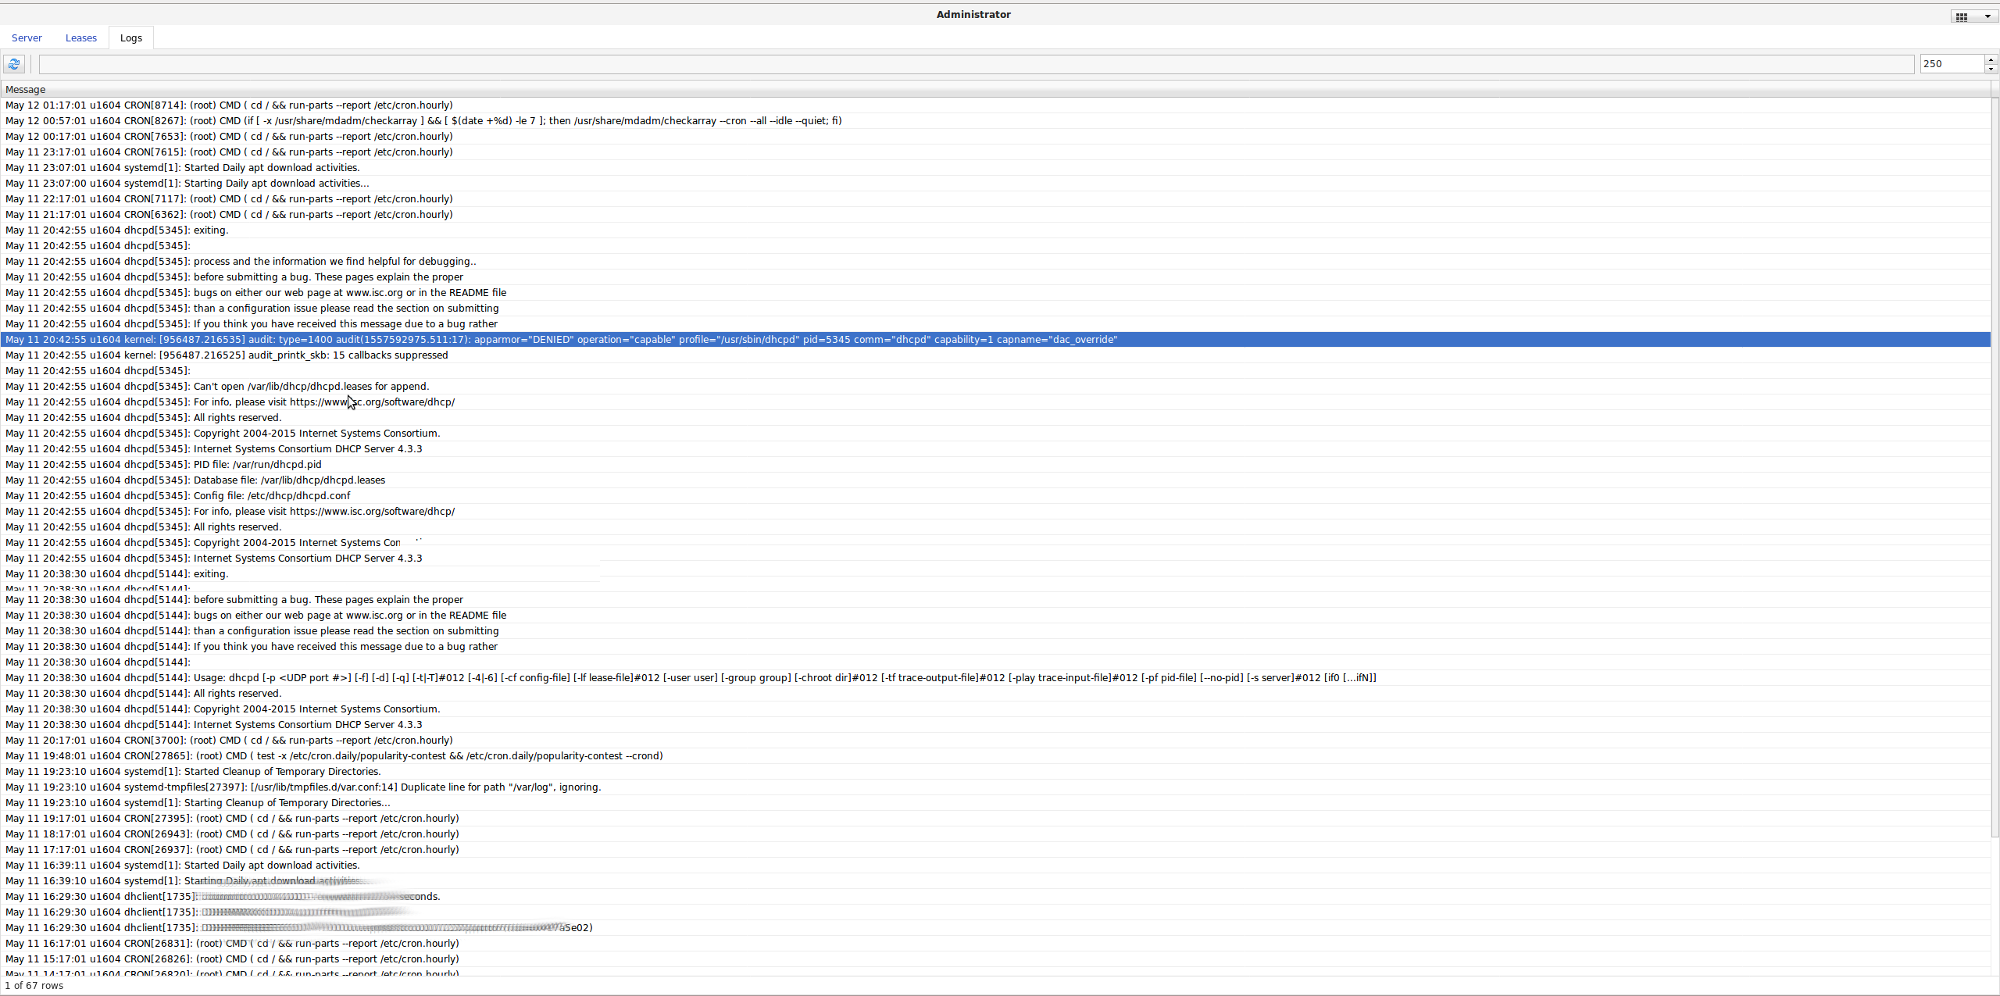 Administrator
Server Leases Logs
250
Message
May 12 01:17:01 u1604 CRON[8714]: (root) CMD ( cd / && run-parts --report /etc/cron.hourly)
May 12 00:57:01 u1604 CRON[8267]: (root) CMD (if [ -x /usr/share/mdadm/checkarray ] && [ $(date +%d) -le 7 ]; then /usr/share/mdadm/checkarray --cron --all --idle --quiet; fi)
May 12 00:17:01 u1604 CRON[7653]: (root) CMD ( cd / && run-parts --report /etc/cron.hourly)
May 11 23:17:01 u1604 CRON[7615]: (root) CMD ( cd / && run-parts --report /etc/cron.hourly)
May 11 23:07:01 u1604 systemd[1]: Started Daily apt download activities.
May 11 23:07:00 u1604 systemd[1]: Starting Daily apt download activities...
May 11 22:17:01 u1604 CRON[7117]: (root) CMD ( cd / && run-parts --report /etc/cron.hourly)
May 11 21:17:01 u1604 CRON[6362]: (root) CMD ( cd / && run-parts --report /etc/cron.hourly)
May 11 20:42:55 u1604 dhcpd[5345]: exiting.
May 11 20:42:55 u1604 dhcpd[5345]:
May 11 20:42:55 u1604 dhcpd[5345]: process and the information we find helpful for debugging..
May 11 20:42:55 u1604 dhcpd[5345]: before submitting a bug. These pages explain the proper
May 11 20:42:55 u1604 dhcpd[5345]: bugs on either our web page at www.isc.org or in the README file
May 11 20:42:55 u1604 dhcpd[5345]: than a configuration issue please read the section on submitting
May 11 20:42:55 u1604 dhcpd[5345]: If you think you have received this message due to a bug rather
May 11 20:42:55 u1604 kernel: [956487.216535] audit: type=1400 audit(1557592975.511:17): apparmor="DENIED" operation="capable" profile="/usr/sbin/dhcpd" pid=5345 comm="dhcpd" capability=1 capname="dac_override"
May 11 20:42:55 u1604 kernel: [956487.216525] audit_printk_skb: 15 callbacks suppressed
May 11 20:42:55 u1604 dhcpd[5345]:
May 11 20:42:55 u1604 dhcpd[5345]: Can't open /var/lib/dhcp/dhcpd.leases for append.
May 11 20:42:55 u1604 dhcpd[5345]: For info, please visit https://www.isc.org/software/dhcp/
May 11 20:42:55 u1604 dhcpd[5345]: All rights reserved.
May 11 20:42:55 u1604 dhcpd[5345]: Copyright 2004-2015 Internet Systems Consortium.
May 11 20:42:55 u1604 dhcpd[5345]: Internet Systems Consortium DHCP Server 4.3.3
May 11 20:42:55 u1604 dhcpd[5345]: PID file: /var/run/dhcpd.pid
May 11 20:42:55 u1604 dhcpd[5345]: Database file: /var/lib/dhcp/dhcpd.leases
May 11 20:42:55 u1604 dhcpd[5345]: Config file: /etc/dhcp/dhcpd.conf
May 11 20:42:55 u1604 dhcpd[5345]: For info, please visit https://www.isc.org/software/dhcp/
May 11 20:42:55 u1604 dhcpd[5345]: All rights reserved.
May 11 20:42:55 u1604 dhcpd[5345]: Copyright 2004-2015 Internet Systems Con
May 11 20:42:55 u1604 dhcpd[5345]: Internet Systems Consortium DHCP Server 4.3.3
May 11 20:38:30 u1604 dhcpd[5144]: exiting.
May 11 20:38:30 u1604 dhcpd[5144]:
May 11 20:38:30 u1604 dhcpd[5144]: before submitting a bug. These pages explain the proper
May 11 20:38:30 u1604 dhcpd[5144]: bugs on either our web page at www.isc.org or in the README file
May 11 20:38:30 u1604 dhcpd[5144]: than a configuration issue please read the section on submitting
May 11 20:38:30 u1604 dhcpd[5144]: If you think you have received this message due to a bug rather
May 11 20:38:30 u1604 dhcpd[5144]:
May 11 20:38:30 u1604 dhcpd[5144]: Usage: dhcpd [-p <UDP port #>] [-f] [-d] [-q] [-t|-T]#012 [-4|-6] [-cf config-file] [-lf lease-file]#012 [-user user] [-group group] [-chroot dir]#012 [-tf trace-output-file]#012 [-play trace-input-file]#012 [-pf pid-file] [--no-pid] [-s server]#012 [if0 [...ifN]]
May 11 20:38:30 u1604 dhcpd[5144]: All rights reserved.
May 11 20:38:30 u1604 dhcpd[5144]: Copyright 2004-2015 Internet Systems Consortium.
May 11 20:38:30 u1604 dhcpd[5144]: Internet Systems Consortium DHCP Server 4.3.3
May 11 20:17:01 u1604 CRON[3700]: (root) CMD ( cd / && run-parts --report /etc/cron.hourly)
May 11 19:48:01 u1604 CRON[27865]: (root) CMD ( test -x /etc/cron.daily/popularity-contest && /etc/cron.daily/popularity-contest --crond)
May 11 19:23:10 u1604 systemd[1]: Started Cleanup of Temporary Directories.
May 11 19:23:10 u1604 systemd-tmpfiles[27397]: [/usr/lib/tmpfiles.d/var.conf:14] Duplicate line for path "/var/log", ignoring.
May 11 19:23:10 u1604 systemd[1]: Starting Cleanup of Temporary Directories...
May 11 19:17:01 u1604 CRON[27395]: (root) CMD ( cd / && run-parts --report /etc/cron.hourly)
May 11 18:17:01 u1604 CRON[26943]: (root) CMD ( cd / && run-parts --report /etc/cron.hourly)
May 11 17:17:01 u1604 CRON[26937]: (root) CMD ( cd / && run-parts --report /etc/cron.hourly)
May 11 16:39:11 u1604 systemd[1]: Started Daily apt download activities.
May 11 16:39:10 u1604 systemd[1]: Starting Daily apt download activities
May 11 16:29:30 u1604 dhclient[1735]: seconds.
May 11 16:29:30 u1604 dhclient[1735]:
May 11 16:29:30 u1604 dhclient[1735]:
May 11 16:17:01 u1604 CRON[26831]: (root) CMD ( cd / && run-parts --report /etc/cron.hourly)
May 11 15:17:01 u1604 CRON[26826]: (root) CMD ( cd / && run-parts --report /etc/cron.hourly)
May 11 14:17:01 u1604 CRON[26820]: (root) CMD ( cd / && run-parts --report /etc/cron.hourly)
1 of 67 rows